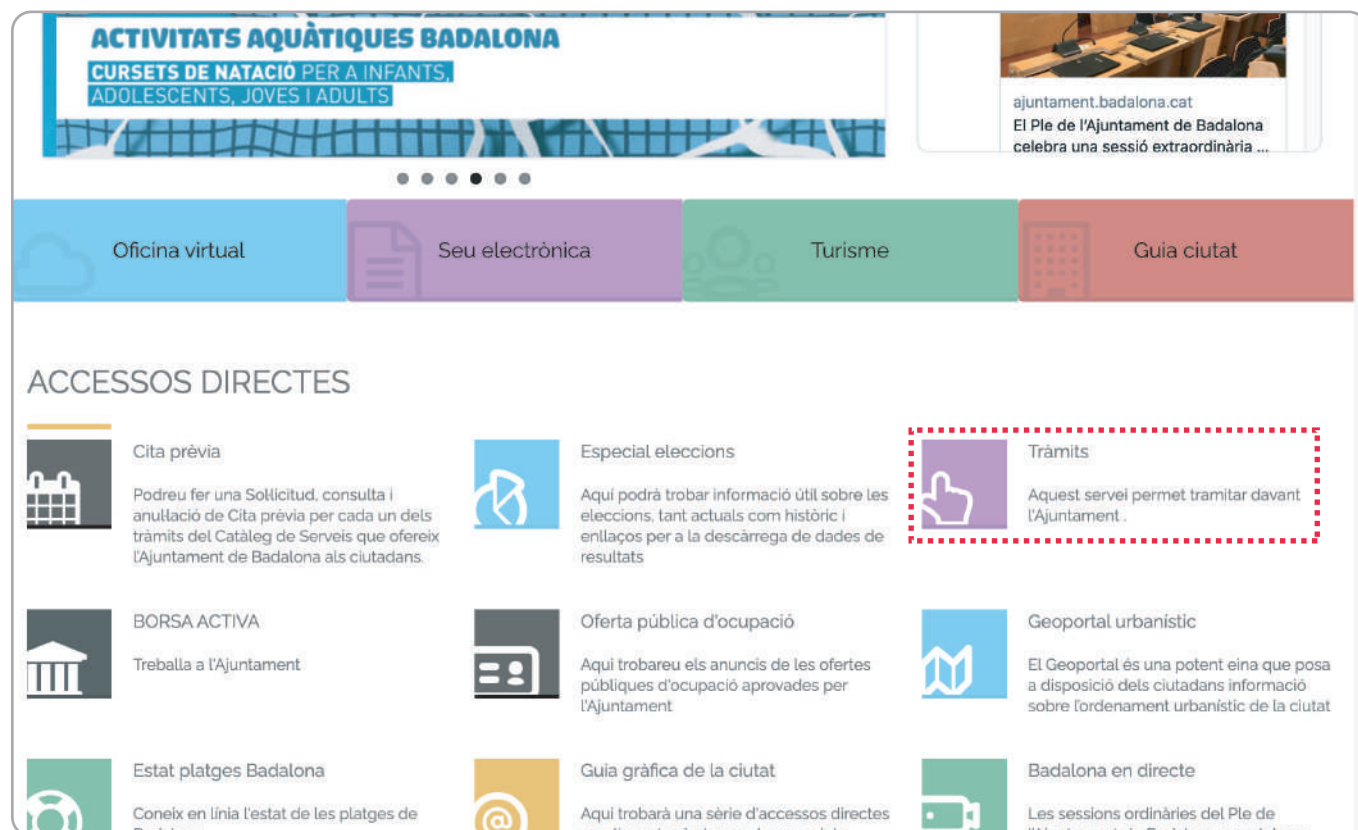 ACTIVITATS AQUÀTIQUES BADALONA
CURSETS DE NATACIÓ PER A INFANTS,
ADOLESCENTS, JOVES I ADULTS
ajuntament.badalona.cat
El Ple de l'Ajuntament de Badalona
celebra una sessió extraordinària ...
Oficina virtual
Seu electrònica
Turisme
Guia ciutat
ACCESSOS DIRECTES
Cita prèvia
Podreu fer una Sol·licitud, consulta i
anul·lació de Cita prèvia per cada un dels
tràmits del Catàleg de Serveis que ofereix
l'Ajuntament de Badalona als ciutadans.
Especial eleccions
Aquí podrà trobar informació útil sobre les
eleccions, tant actuals com històric i
enllaços per a la descàrrega de dades de
resultats
Tràmits
Aquest servei permet tramitar davant
l'Ajuntament .
BORSA ACTIVA
Treballa a l'Ajuntament
Oferta pública d'ocupació
Aqui trobareu els anuncis de les ofertes
públiques d'ocupació aprovades per
l'Ajuntament
Geoportal urbanístic
El Geoportal és una potent eina que posa
a disposició dels ciutadans informació
sobre l'ordenament urbanístic de la ciutat
Estat platges Badalona
Coneix en línia l'estat de les platges de
Guia gràfica de la ciutat
Aqui trobarà una sèrie d'accessos directes
Badalona en directe
Les sessions ordinàries del Ple de